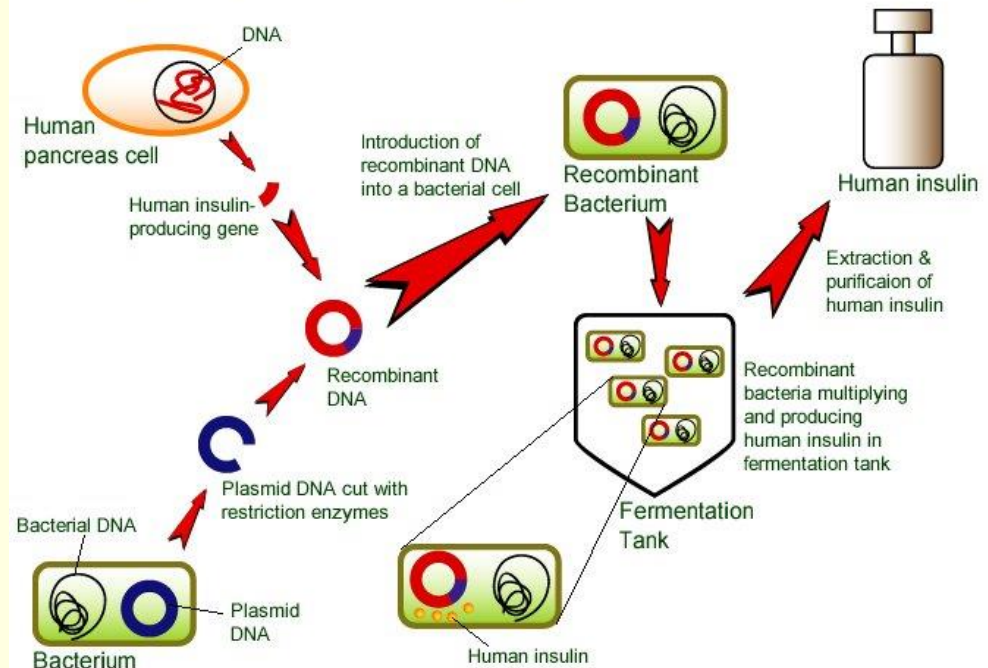 DNA
Human
pancreas cell
Human insulin-
producing gene
Introduction of
recombinant DNA
into a bacterial cell
Recombinant
Bacterium
Human insulin
Extraction &
purificaion of
human insulin
Recombinant
DNA
Recombinant
bacteria multiplying
and producing
human insulin in
fermentation tank
Plasmid DNA cut with
restriction enzymes
Fermentation
Tank
Bacterial DNA
Plasmid
DNA
Bacterium
Human insulin